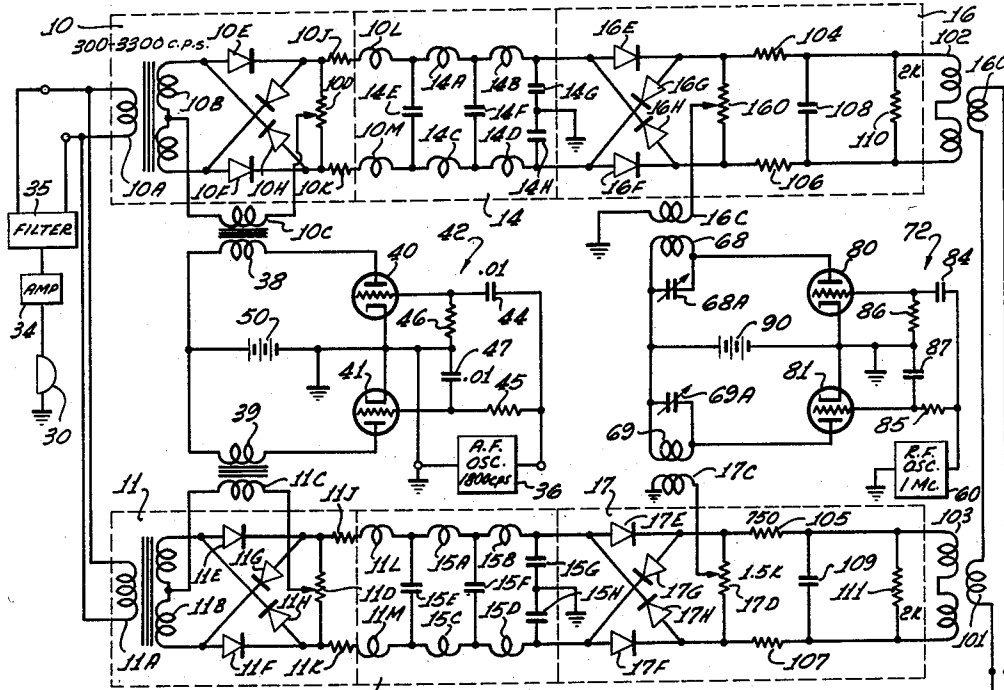 10
300-3300 c.p.s.
10E
10J
10L
14A
14B
16E
104
16
102
16C
10B
10D
14E
14F
14G
16G
16H
160
108
2K
110
10M
14C
14D
14H
16F
106
10A
10F
10H
10K
14
35
FILTER
10C
16C
38
42
40
.01
44
68
80
72
84
AMP
34
68A
86
50
46
90
47
.01
87
41
45
69A
81
85
30
39
69
A.F.
OSC.
1800cps
36
R.F.
OSC.
1 MC.
60
11
11C
17C
11J
17
17E
750
105
103
11E
11G
11L
15A
15B
15G
11H
11D
15E
15F
15H
17G
17H
1.5K
17D
109
111
2K
11B
11M
15C
15D
101
11A
11F
11K
17F
107